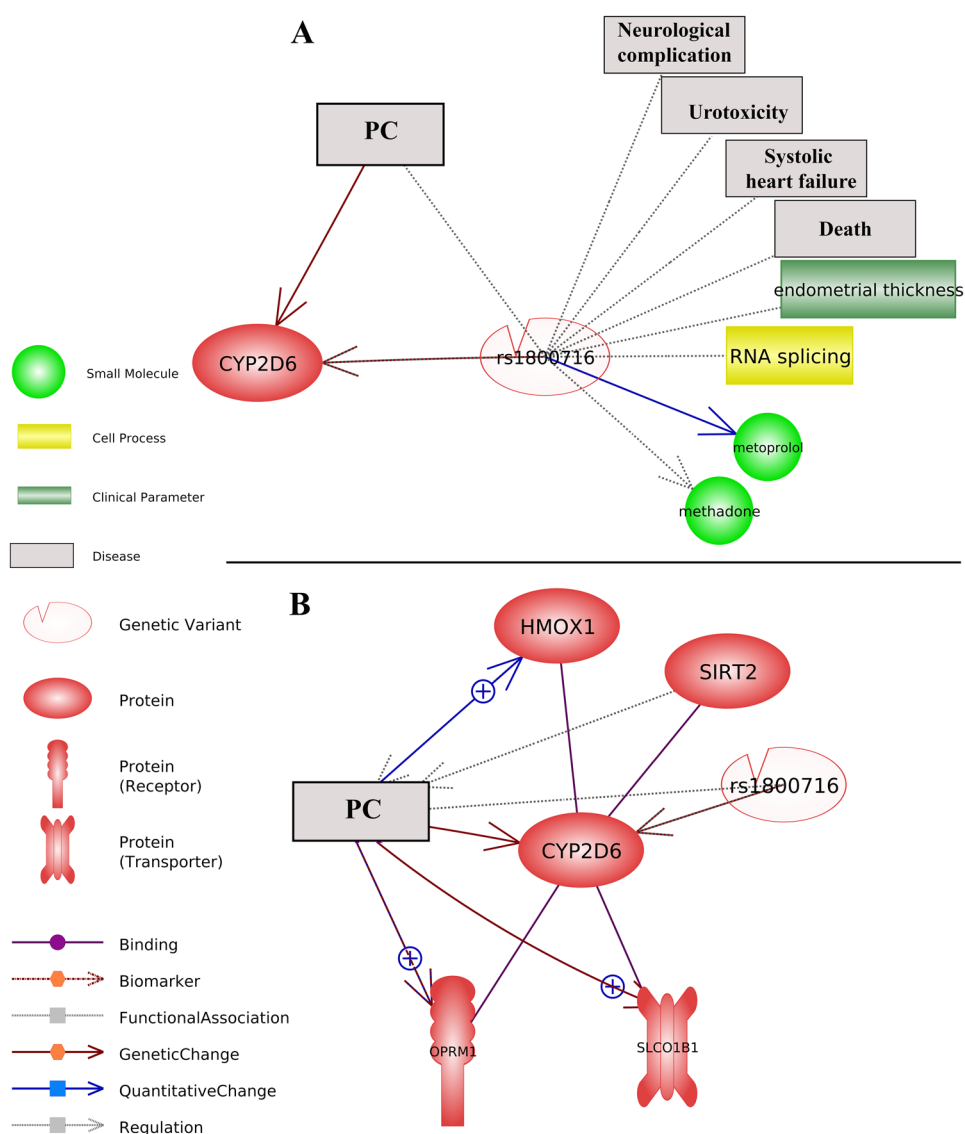 A
Neurological
complication
Urotoxicity
PC
Systolic
heart failure
Death
endometrial thickness
CYP2D6
rs1800716
RNA splicing
metoprolol
methadone
Small Molecule
Cell Process
Clinical Parameter
Disease
Genetic Variant
Protein
Protein
(Receptor)
Protein
(Transporter)
Binding
Biomarker
FunctionalAssociation
GeneticChange
QuantitativeChange
Regulation
B
HMOX1
SIRT2
rs1800716
PC
+
CYP2D6
+
+
OPRM1
SLCO1B1